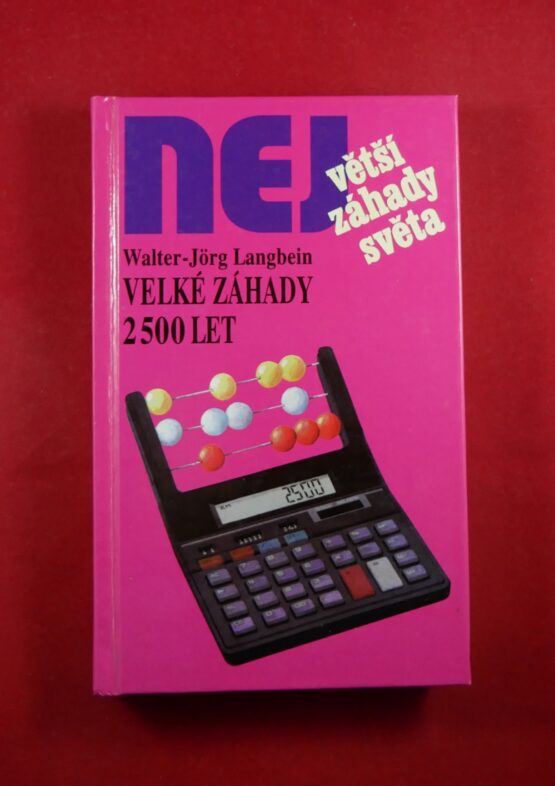 NEJ
větší
záhady
světa
Walter-Jörg Langbein
VELKÉ ZÁHADY
2500 LET
2500